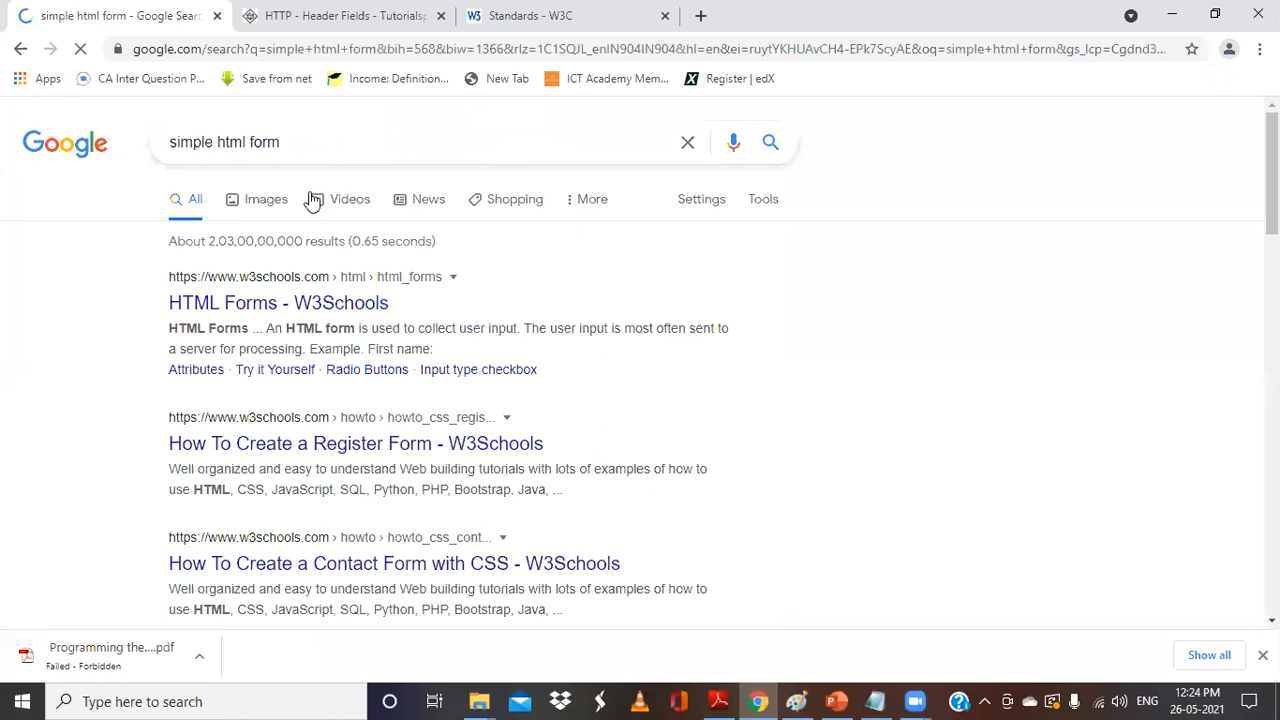 simple html form - Google Sear
HTTP - Header Fields - Tutorialsp
W3 Standards - W3C
google.com/search?q=simple+html+form&bih=568&biw=1366&rlz=1C1SQJL_enIN904IN904&hl=en&ei=ruytYKHUAvCH4-EPk7ScyAE&oq=simple+html+form&gs_lcp=Cgdnd3...
Apps
CA Inter Question P...
Save from net
Income: Definition...
New Tab
ICT Academy Mem...
Register | edX
Google
simple html form
All
Images
Videos
News
Shopping
More
Settings
Tools
About 2,03,00,00,000 results (0.65 seconds)
https://www.w3schools.com › html › html_forms
HTML Forms - W3Schools
HTML Forms ... An HTML form is used to collect user input. The user input is most often sent to
a server for processing. Example. First name:
Attributes · Try it Yourself · Radio Buttons · Input type checkbox
https://www.w3schools.com › howto › howto_css_regis...
How To Create a Register Form - W3Schools
Well organized and easy to understand Web building tutorials with lots of examples of how to
use HTML, CSS, JavaScript, SQL, Python, PHP, Bootstrap, Java, ...
https://www.w3schools.com › howto › howto_css_cont...
How To Create a Contact Form with CSS - W3Schools
Well organized and easy to understand Web building tutorials with lots of examples of how to
use HTML, CSS, JavaScript, SQL, Python, PHP, Bootstrap, Java, ...
Programming the....pdf
Failed - Forbidden
Show all
Type here to search
ENG
12:24 PM
26-05-2021